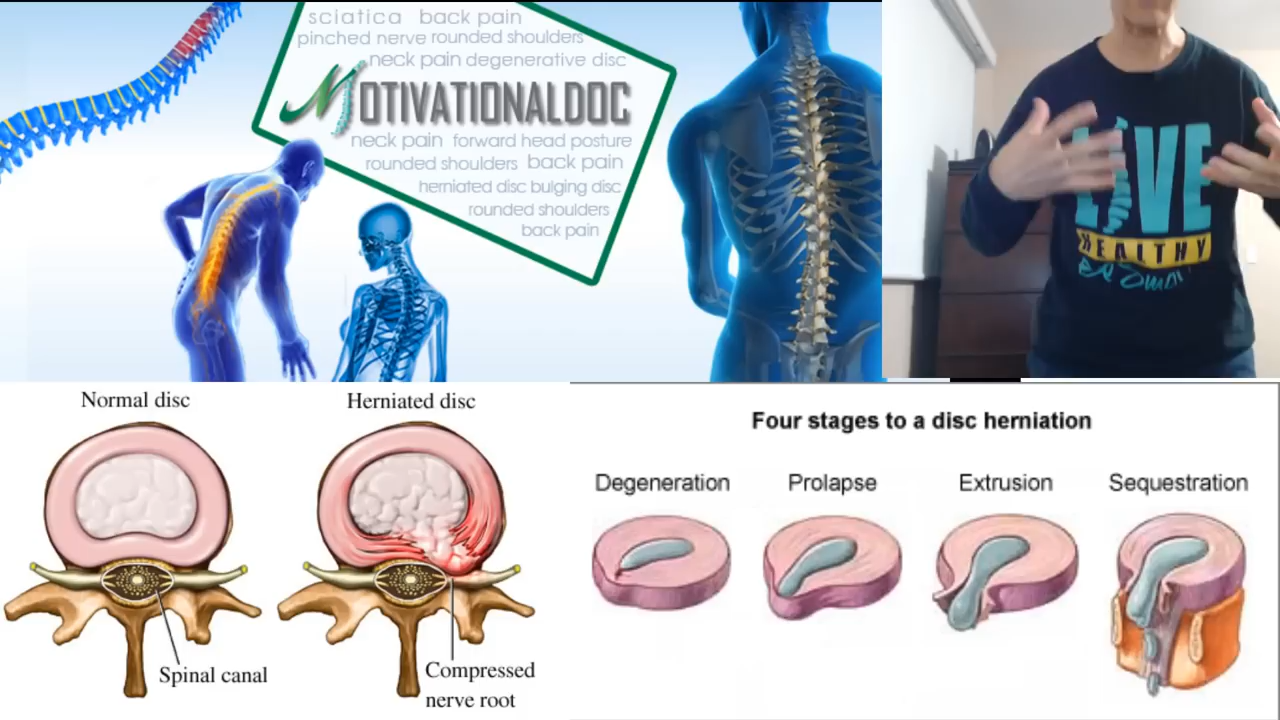 sciatica back pain
pinched nerve rounded shoulders
neck pain degenerative disc
MOTIVATIONALDOC
neck pain forward head posture
rounded shoulders back pain
herniated disc bulging disc
rounded shoulders
back pain
LIVE
HEALTHY
Normal disc
Herniated disc
Spinal canal
Compressed
nerve root
Four stages to a disc herniation
Degeneration Prolapse Extrusion Sequestration